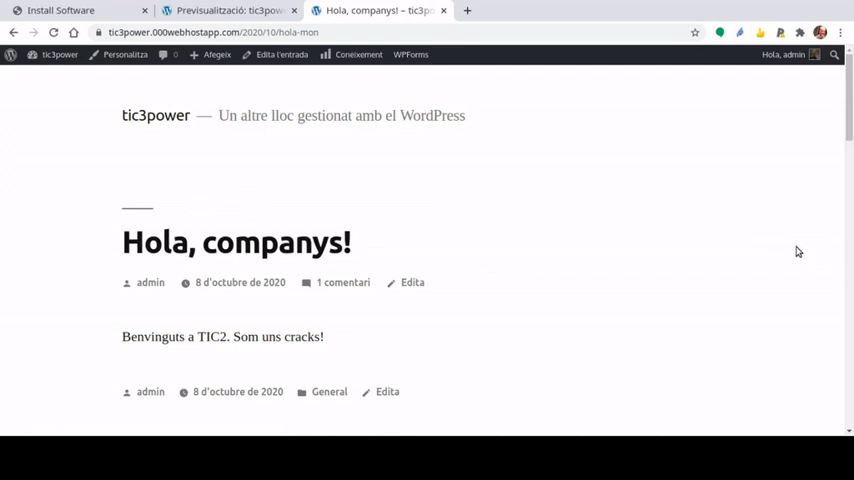 Install Software
Previsualització: tic3powe
Hola, companys! – tic3po
tic3power.000webhostapp.com/2020/10/hola-mon
tic3power Personalitza 0 Afegeix Edita l'entrada Coneixement WPForms Hola, admin
tic3power — Un altre lloc gestionat amb el WordPress
Hola, companys!
admin 8 d'octubre de 2020 1 comentari Edita
Benvinguts a TIC2. Som uns cracks!
admin 8 d'octubre de 2020 General Edita